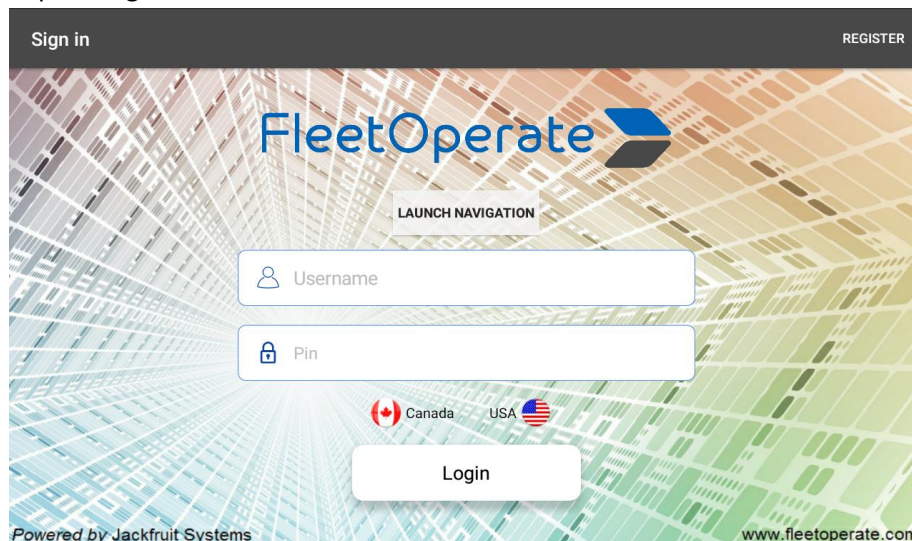 Sign in
REGISTER
FleetOperate
LAUNCH NAVIGATION
Username
Pin
Canada USA
Login
Powered by Jackfruit Systems
www.fleetoperate.com